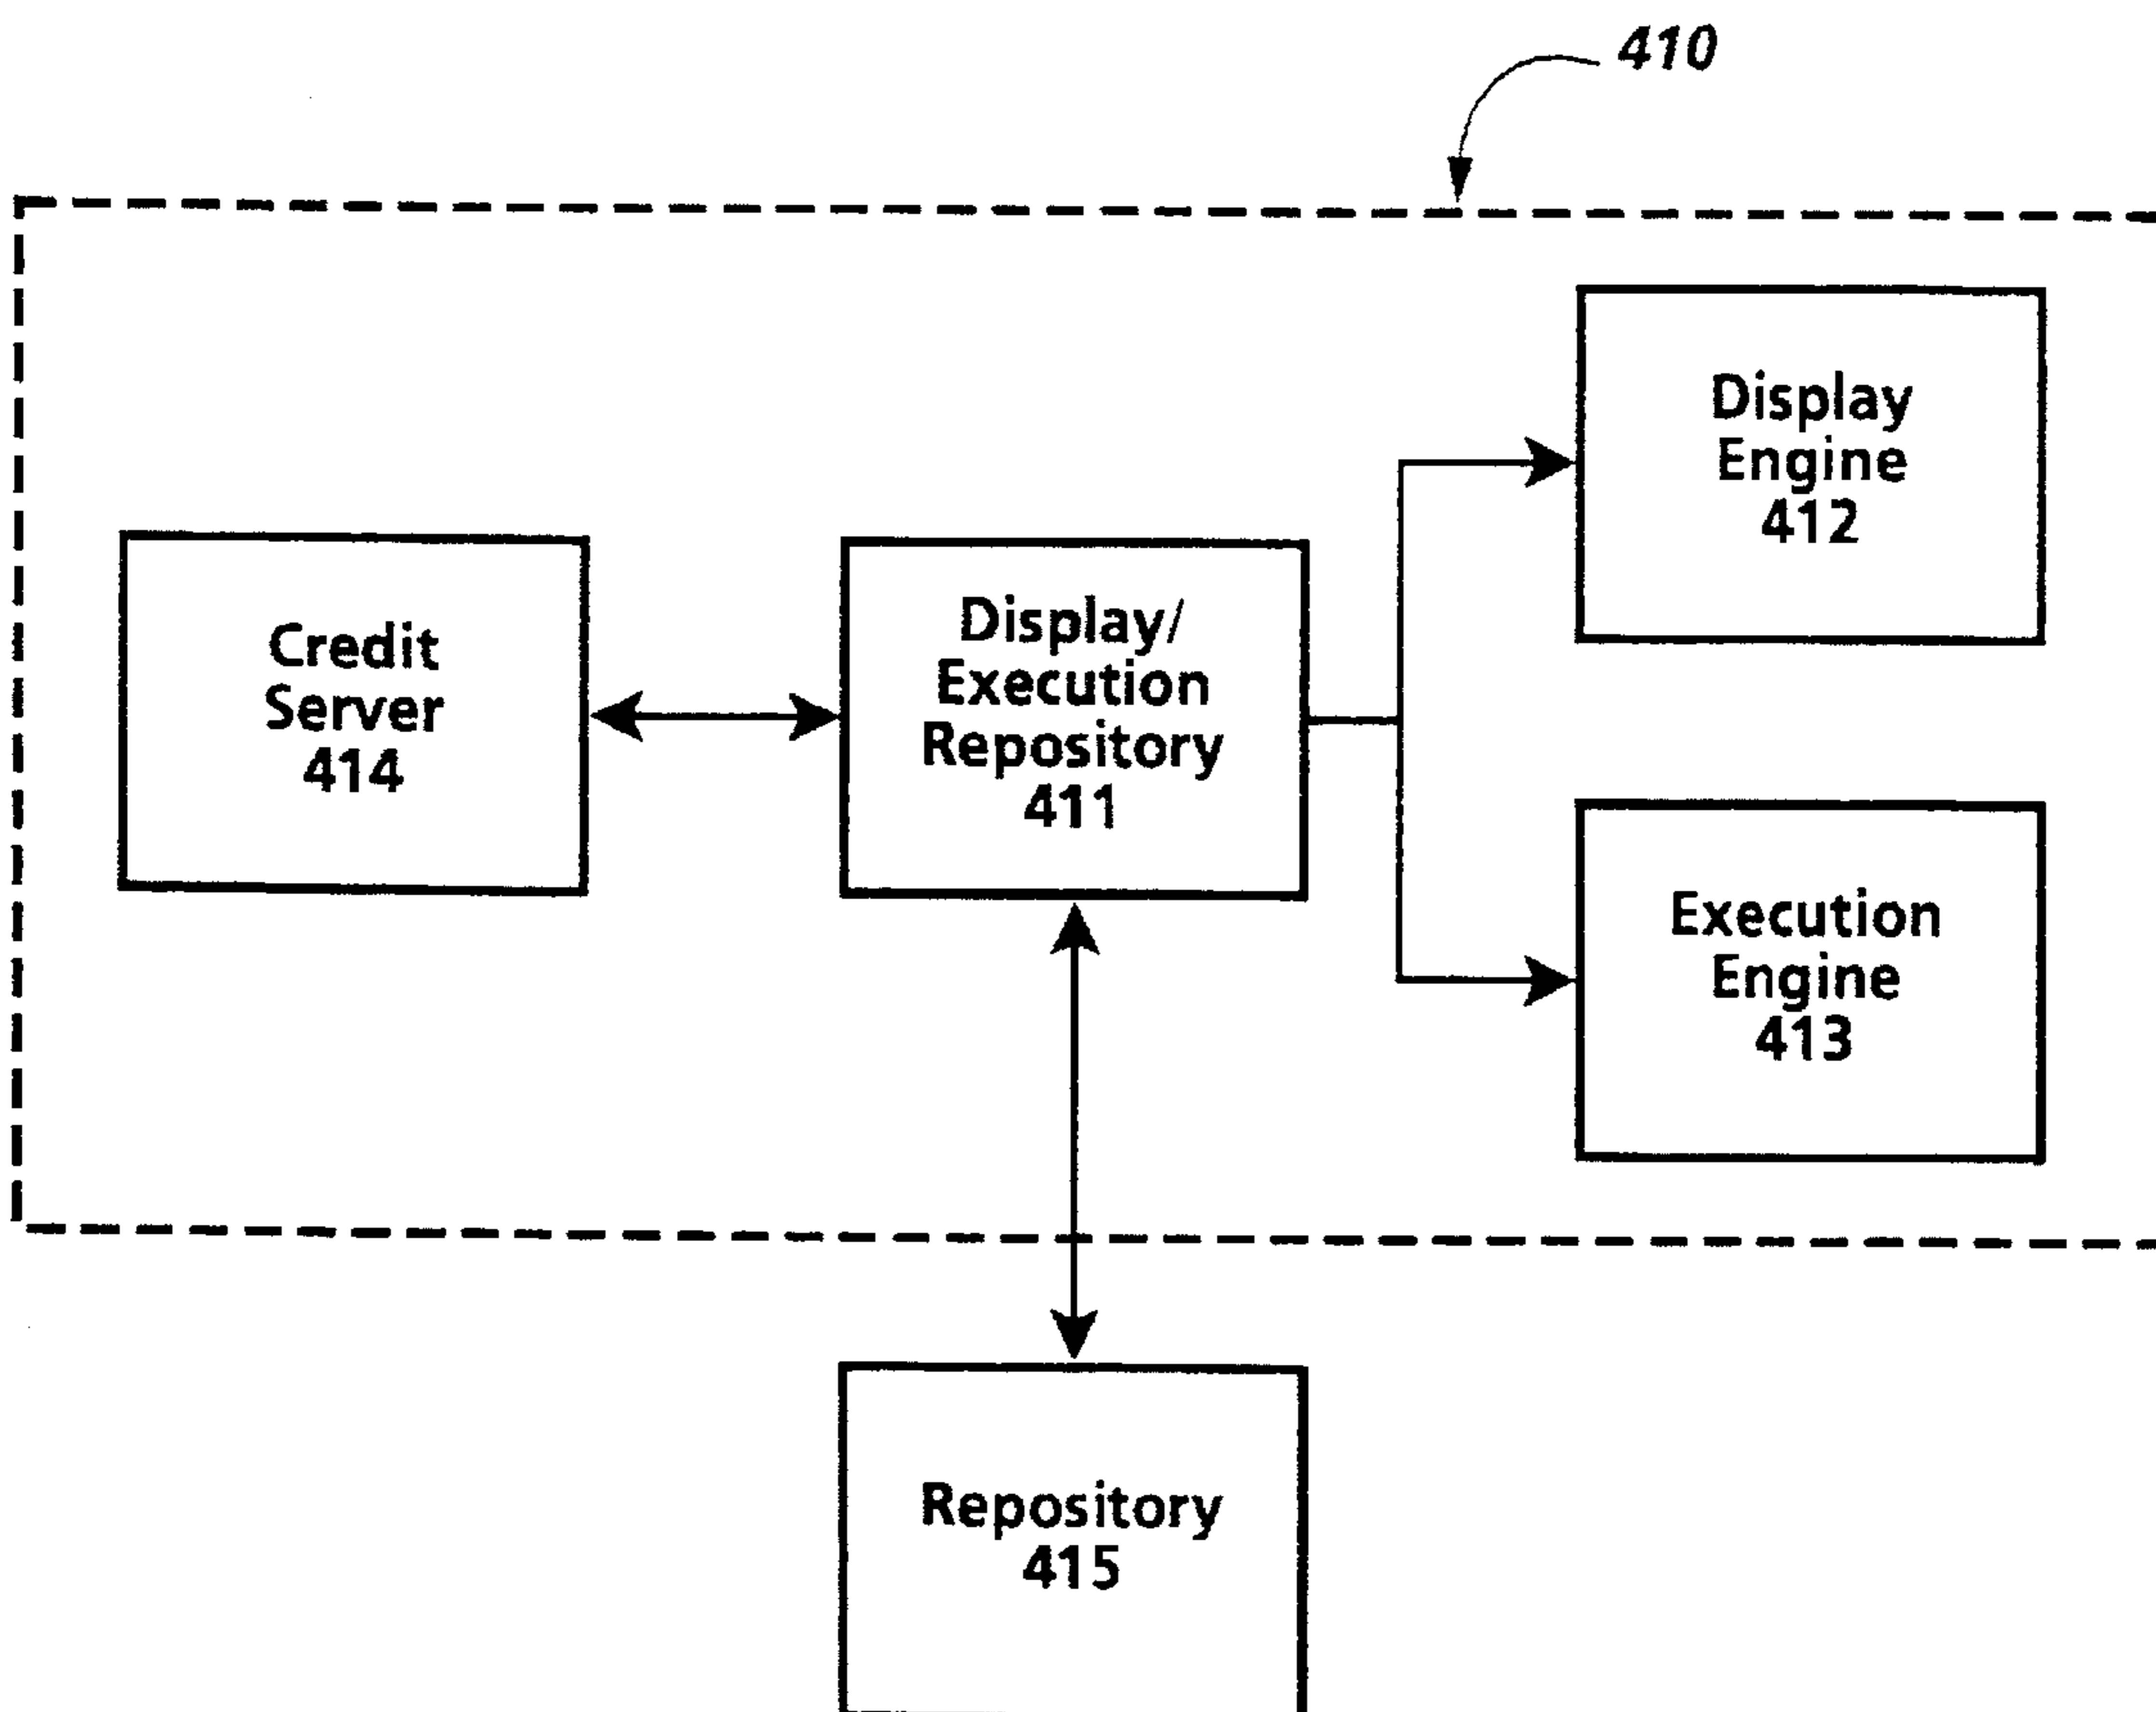 410
Display
Engine
412
Credit
Server
414
Display/
Execution
Repository
411
Execution
Engine
413
Repository
415